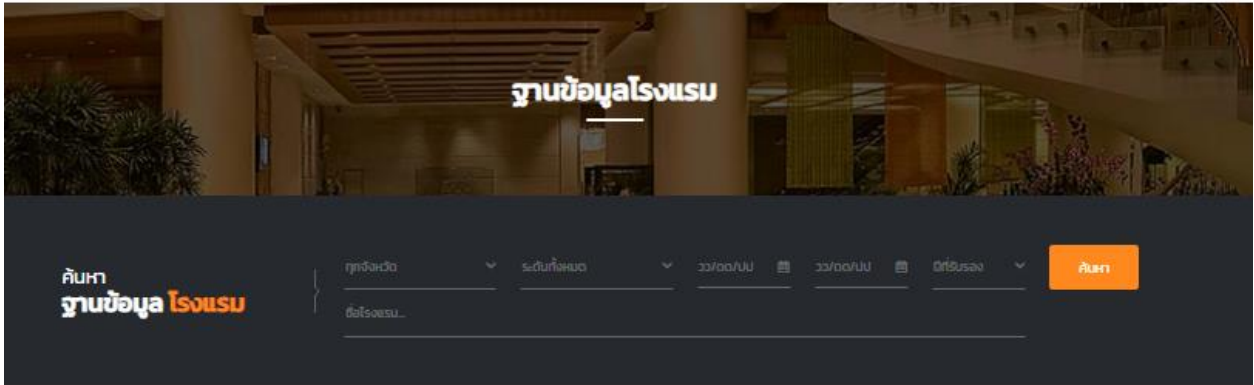 ฐานข้อมูลโรงแรม
ค้นหา
ฐานข้อมูล โรงแรม
ทุกจังหวัด
ระดับทั้งหมด
วว/ดด/ปป
วว/ดด/ปป
ปีที่รับรอง
ค้นหา
ชื่อโรงแรม...